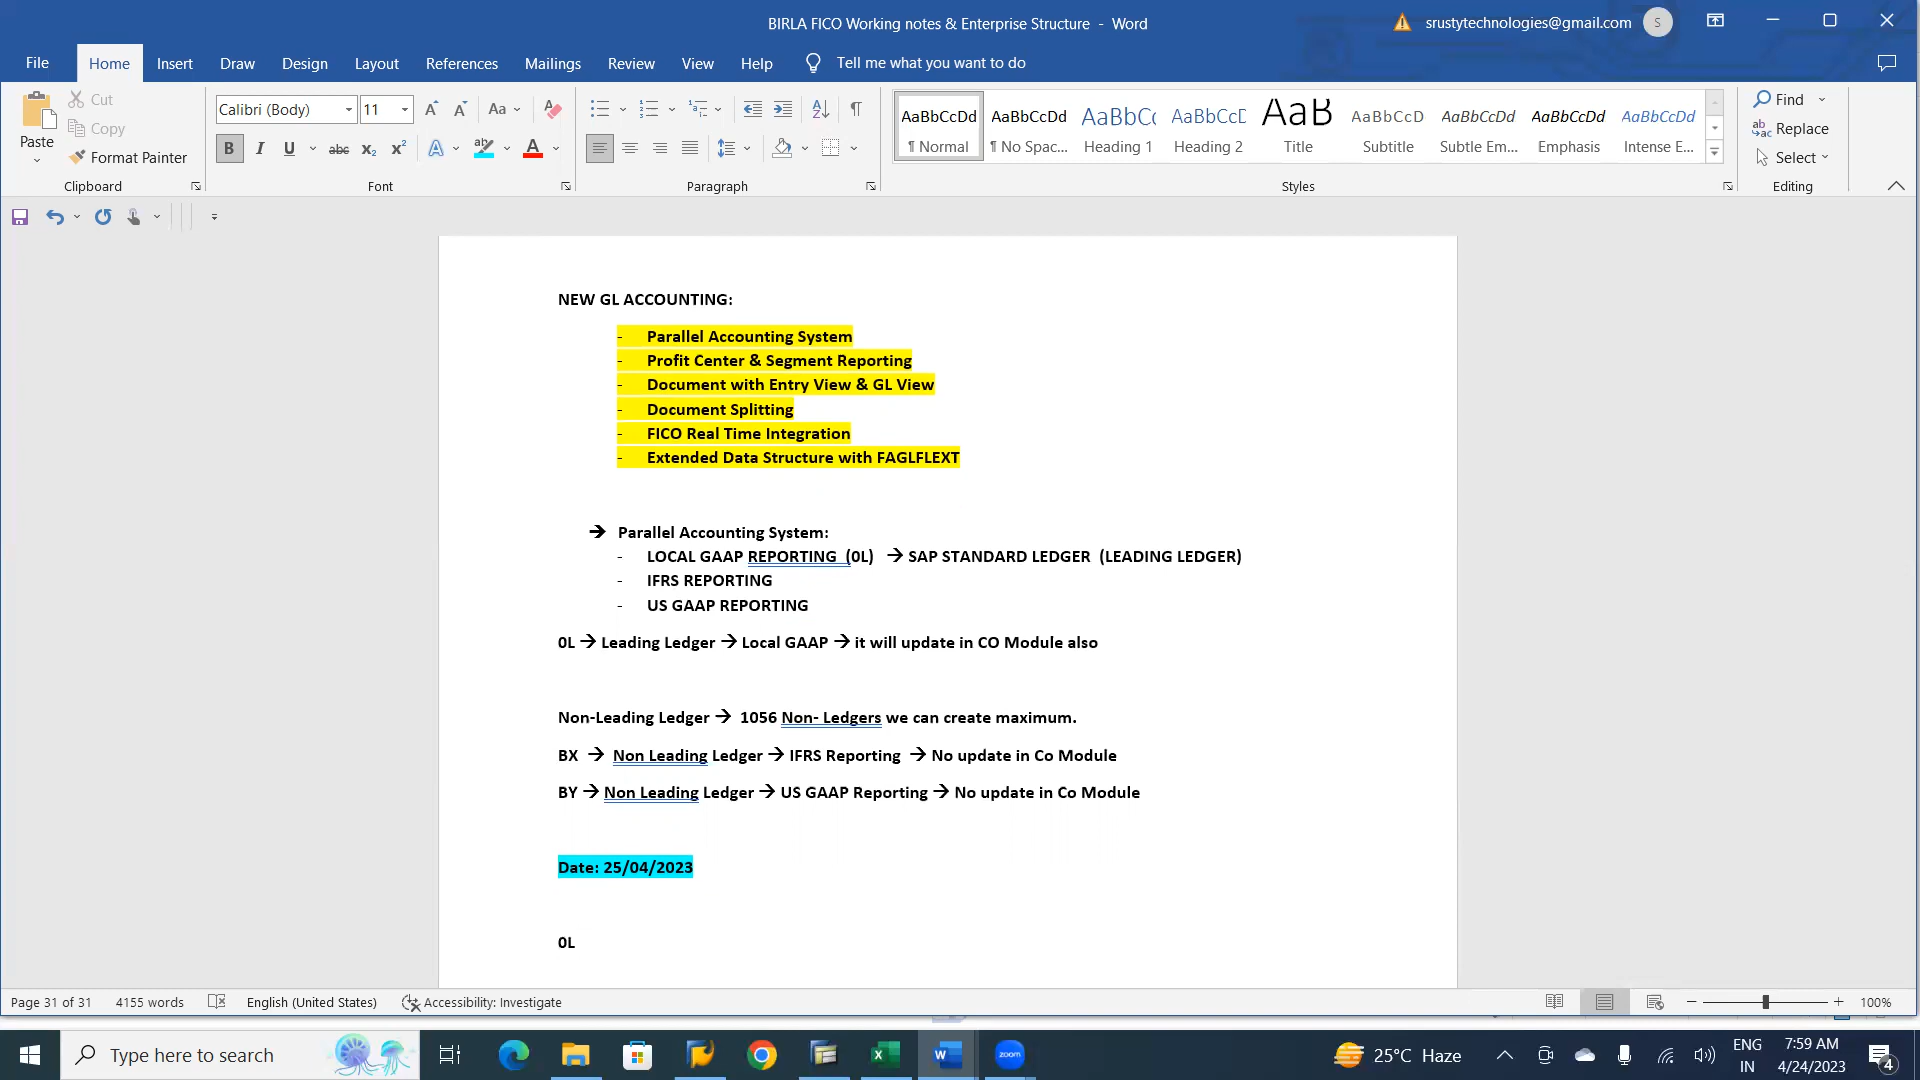 BIRLA FICO Working notes & Enterprise Structure - Word
srustytechnologies@gmail.com
S
File Home Insert Draw Design Layout References Mailings Review View Help Tell me what you want to do
Paste
Cut
Copy
Format Painter
Clipboard
Calibri (Body) 11
Font
Paragraph
AaBbCcDd AaBbCcDd AaBbCc AaBbCcD AaB AaBbCcD AaBbCcDd AaBbCcDd AaBbCcDd
¶ Normal ¶ No Spac... Heading 1 Heading 2 Title Subtitle Subtle Em... Emphasis Intense E...
Styles
Find
Replace
Select
Editing
NEW GL ACCOUNTING:
- Parallel Accounting System
- Profit Center & Segment Reporting
- Document with Entry View & GL View
- Document Splitting
- FICO Real Time Integration
- Extended Data Structure with FAGLFLEXT
→ Parallel Accounting System:
- LOCAL GAAP REPORTING (0L) → SAP STANDARD LEDGER (LEADING LEDGER)
- IFRS REPORTING
- US GAAP REPORTING
0L → Leading Ledger → Local GAAP → it will update in CO Module also
Non-Leading Ledger → 1056 Non- Ledgers we can create maximum.
BX → Non Leading Ledger → IFRS Reporting → No update in Co Module
BY → Non Leading Ledger → US GAAP Reporting → No update in Co Module
Date: 25/04/2023
0L
Page 31 of 31 4155 words English (United States) Accessibility: Investigate 100%
Type here to search
zoom
25°C Haze
ENG
IN
7:59 AM
4/24/2023
4